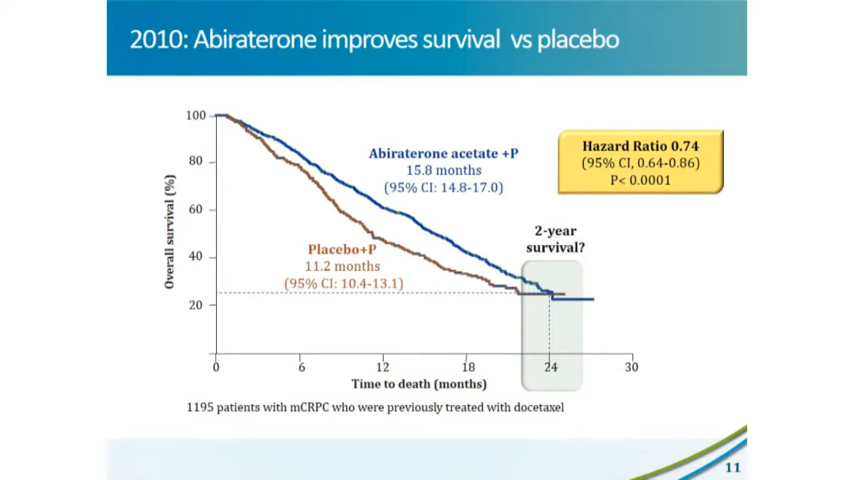 2010: Abiraterone improves survival vs placebo
100
80
60
40
20
Overall survival (%)
Abiraterone acetate +P
15.8 months
(95% CI: 14.8-17.0)
Hazard Ratio 0.74
(95% CI, 0.64-0.86)
P< 0.0001
2-year
survival?
Placebo+P
11.2 months
(95% CI: 10.4-13.1)
0 6 12 18 24 30
Time to death (months)
1195 patients with mCRPC who were previously treated with docetaxel
11